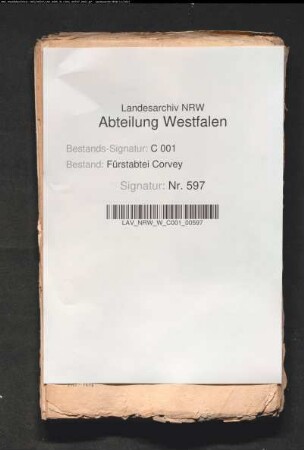 Landesarchiv NRW
Abteilung Westfalen
Bestands-Signatur: C 001
Bestand: Fürstabtei Corvey
Signatur: Nr. 597
LAV_NRW_W_C001_00597